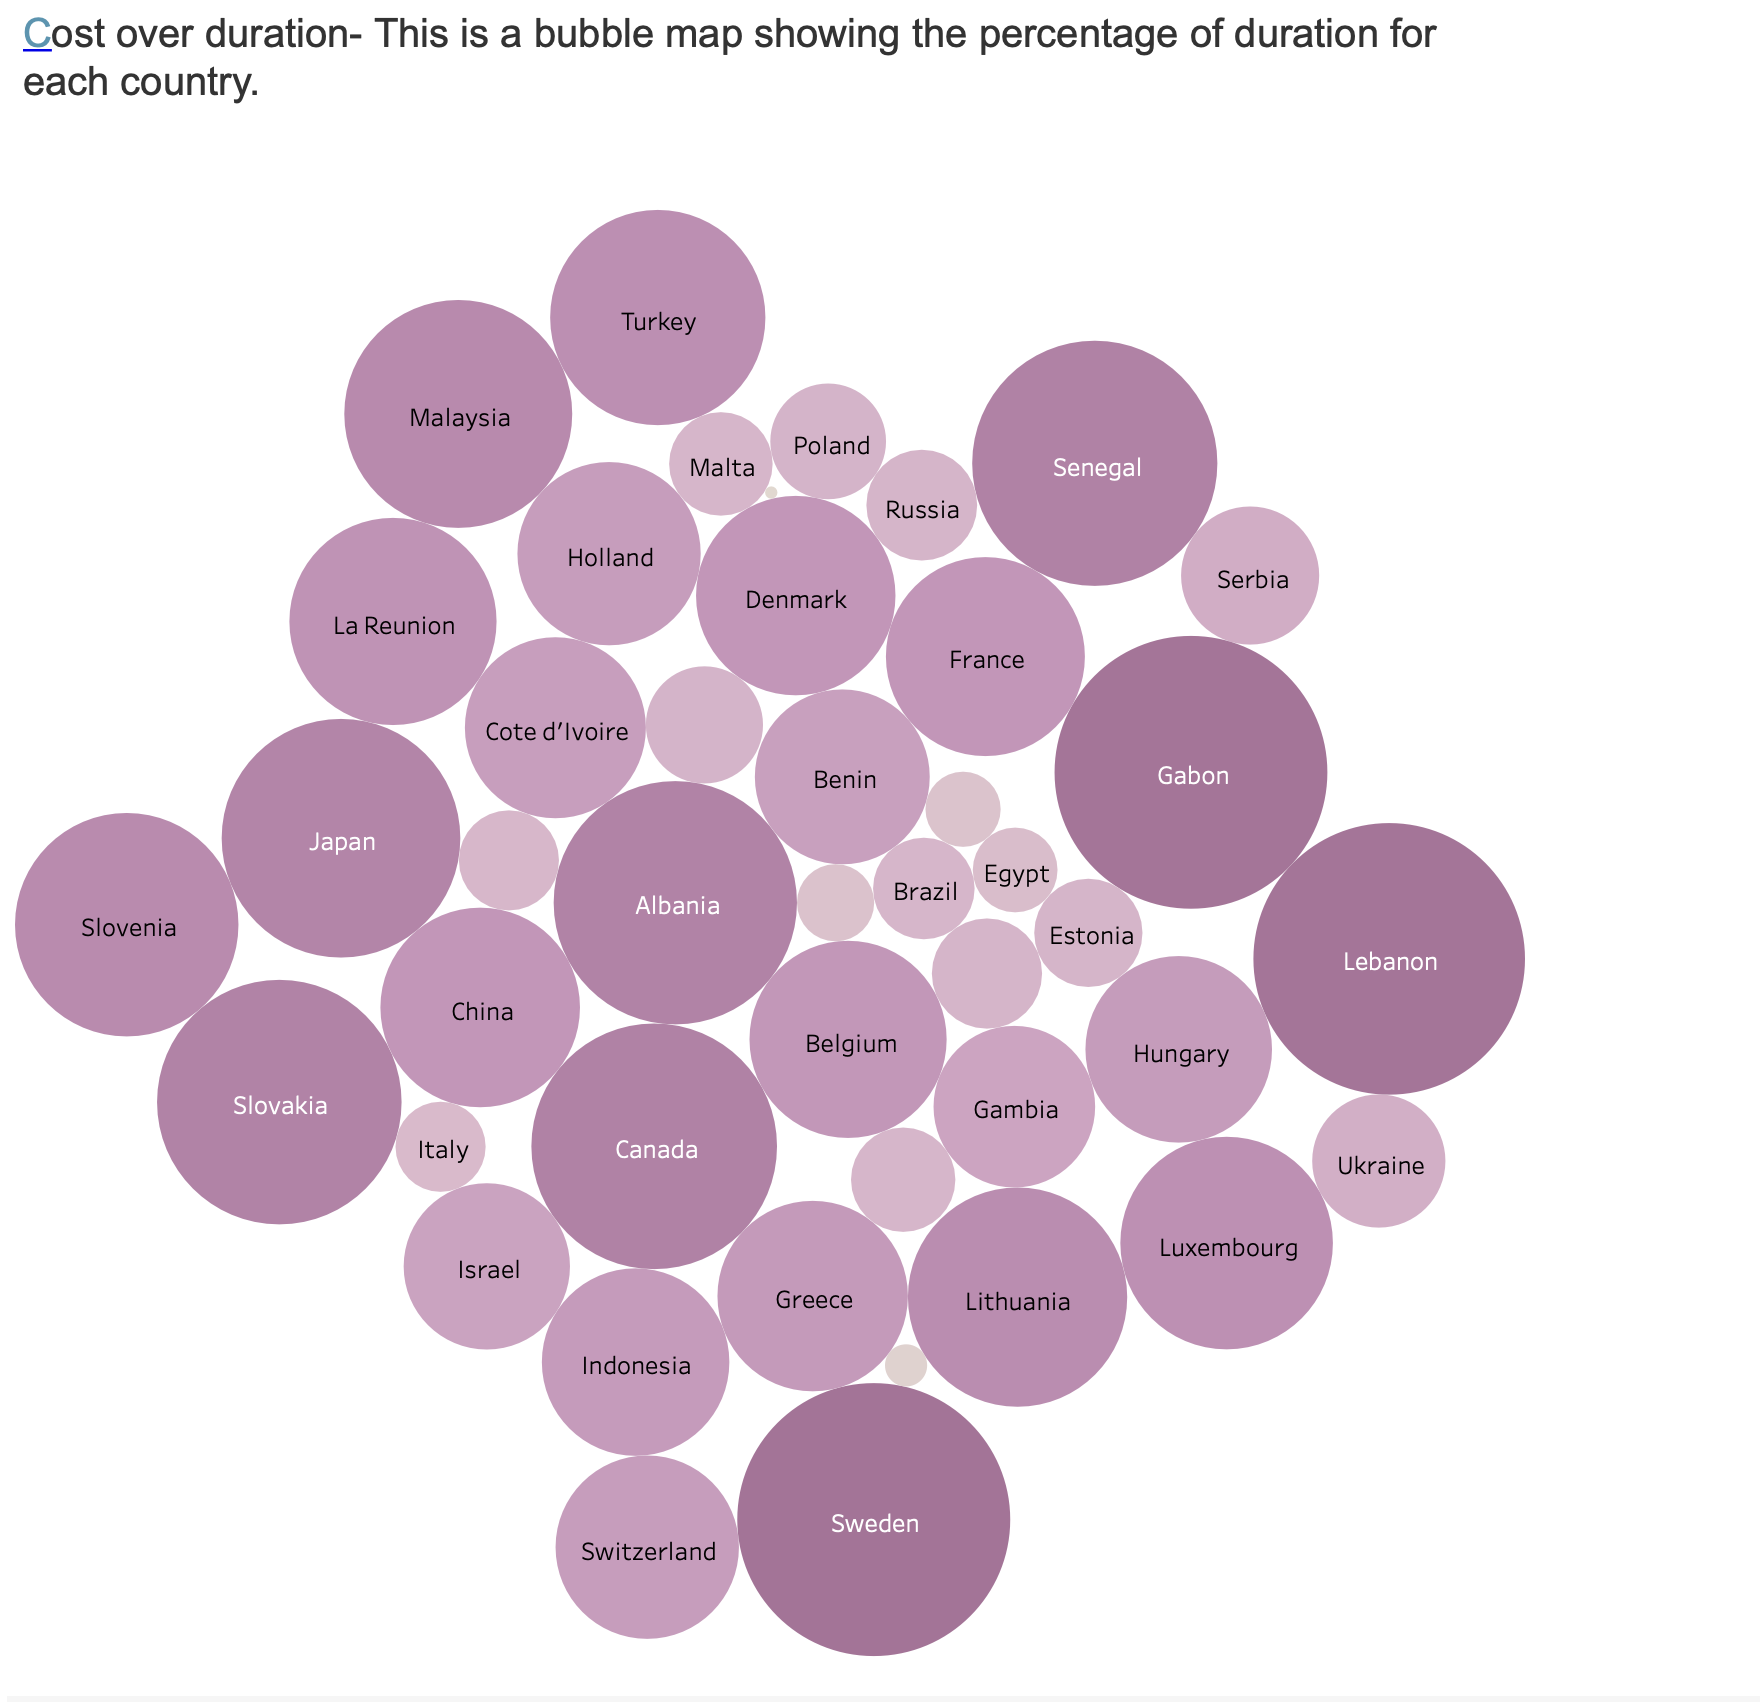 Cost over duration- This is a bubble map showing the percentage of duration for
each country.
Turkey
Malaysia
Poland
Malta
Senegal
Russia
Holland
Serbia
Denmark
La Reunion
France
Cote d'Ivoire
Gabon
Benin
Japan
Egypt
Brazil
Albania
Slovenia
Estonia
Lebanon
China
Belgium
Hungary
Slovakia
Gambia
Italy
Canada
Ukraine
Luxembourg
Israel
Greece
Lithuania
Indonesia
Sweden
Switzerland